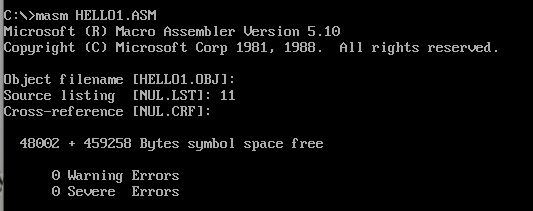 C:\>masm HELLO1.ASM
Microsoft (R) Macro Assembler Version 5.10
Copyright (C) Microsoft Corp 1981, 1988.  All rights reserved.
Object filename [HELLO1.OBJ]:
Source listing  [NUL.LST]: 11
Cross-reference [NUL.CRF]:
48002 + 459258 Bytes symbol space free
0 Warning Errors
0 Severe  Errors